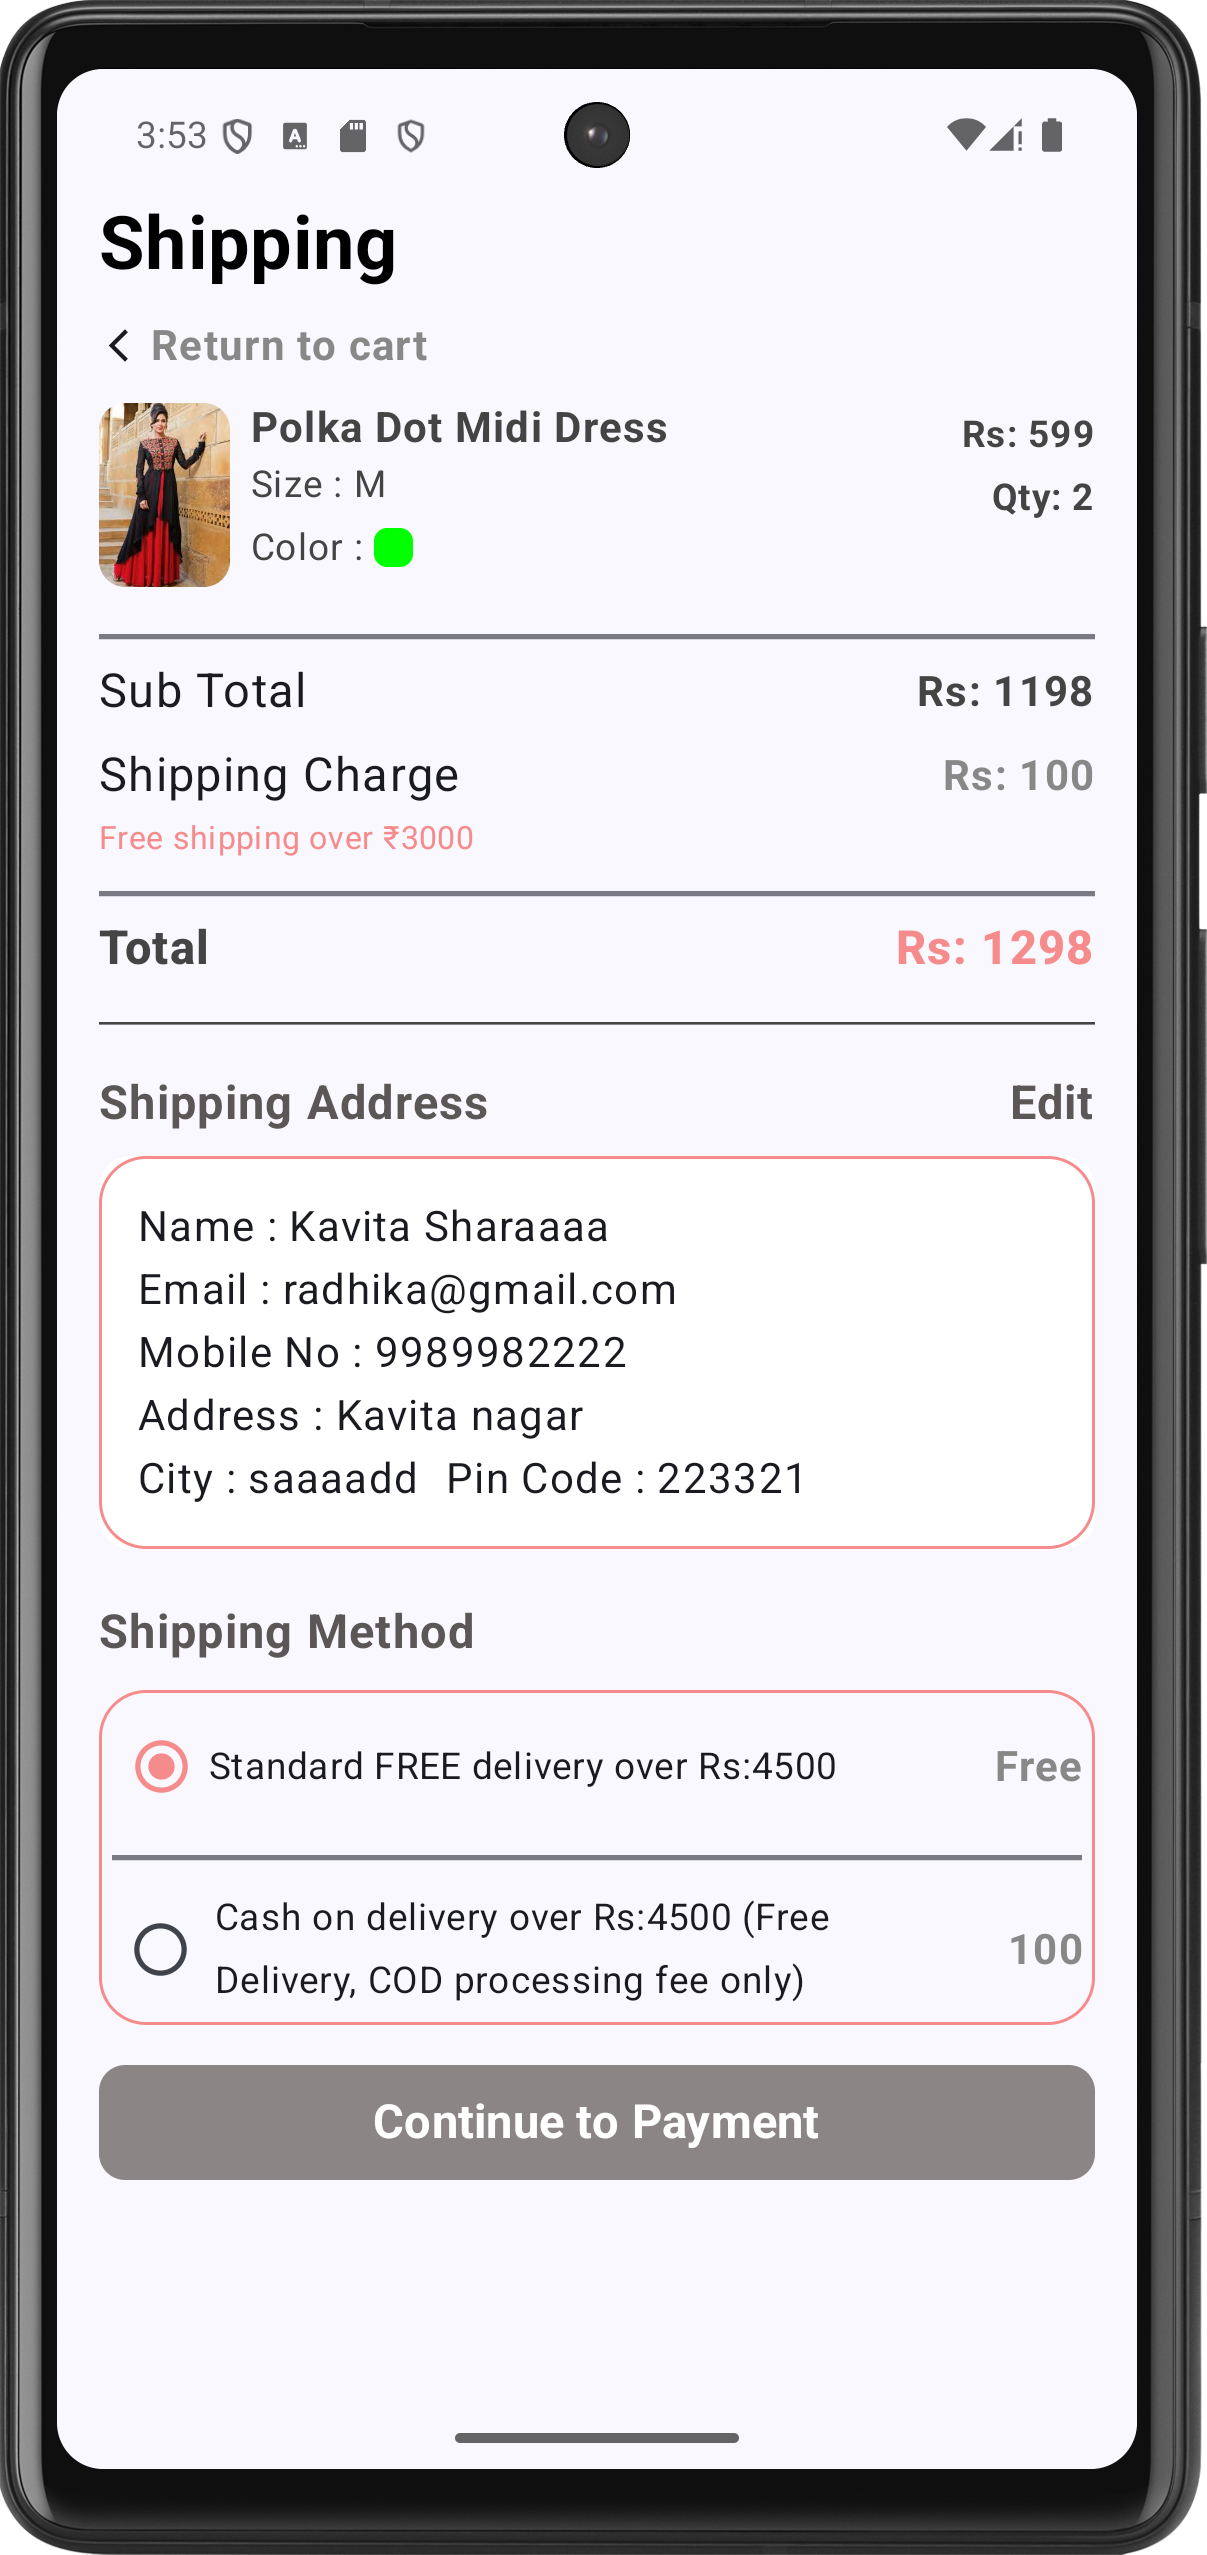 3:53
Shipping
Return to cart
Polka Dot Midi Dress
Rs: 599
Size : M
Qty: 2
Color :
Sub Total Rs: 1198
Shipping Charge Rs: 100
Free shipping over ₹3000
Total Rs: 1298
Shipping Address Edit
Name : Kavita Sharaaaa
Email : radhika@gmail.com
Mobile No : 9989982222
Address : Kavita nagar
City : saaaadd Pin Code : 223321
Shipping Method
Standard FREE delivery over Rs:4500 Free
Cash on delivery over Rs:4500 (Free
Delivery, COD processing fee only)
100
Continue to Payment